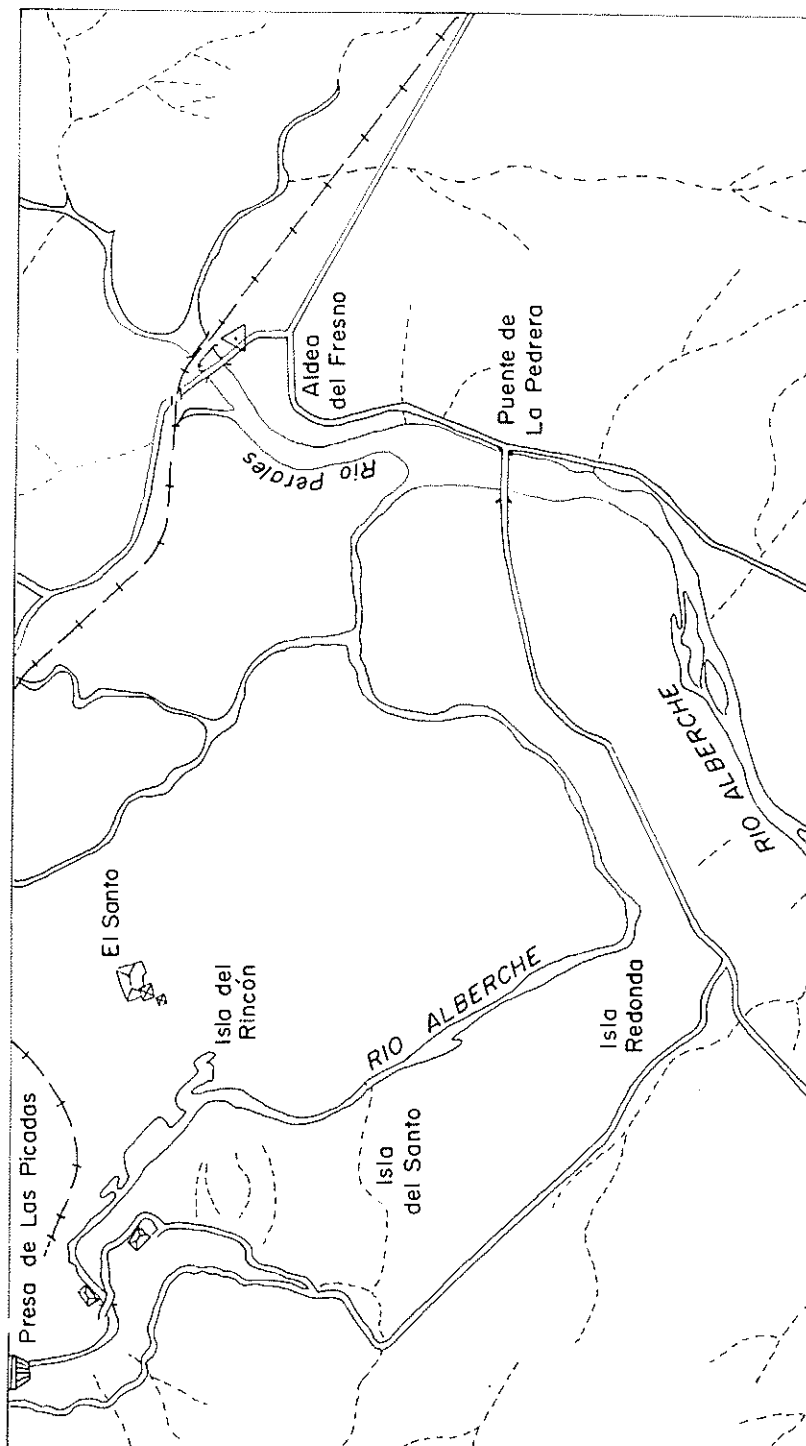 Presa de Las Picadas
El Santo
Isla del
Rincón
RIO ALBERCHE
Isla
del Santo
Isla
Redonda
Rio Perales
Aldea
del Fresno
Puente de
La Pedrera
RIO ALBERCHE